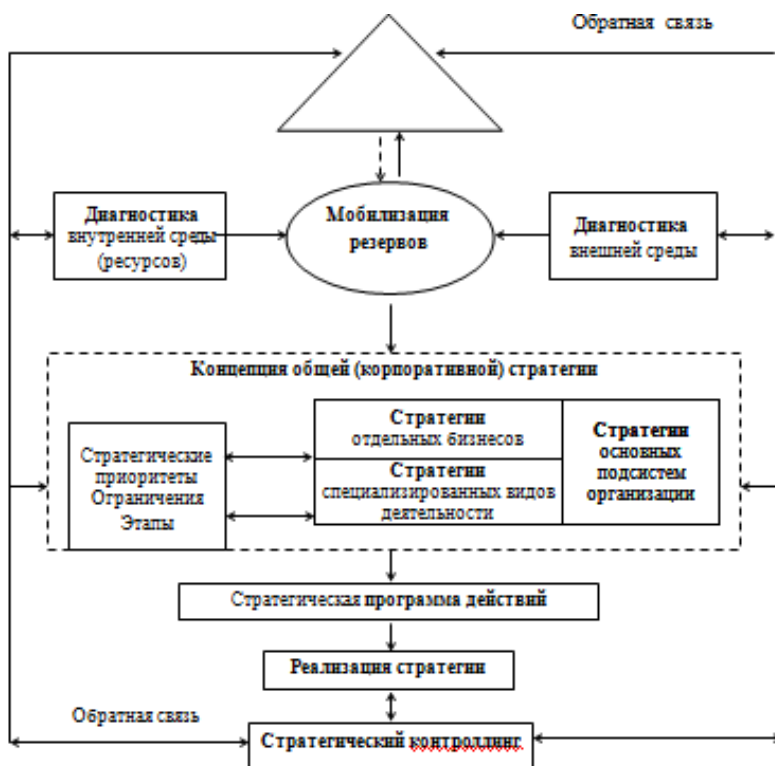 Обратная связь
Диагностика
внутренней среды
(ресурсов)
Мобилизация
резервов
Диагностика
внешней среды
Концепция общей (корпоративной) стратегии
Стратегические
приоритеты
Ограничения
Этапы
Стратегии
отдельных бизнесов
Стратегии
специализированных видов
деятельности
Стратегии
основных
подсистем
организации
Стратегическая программа действий
Реализация стратегии
Обратная связь
Стратегический контроллинг